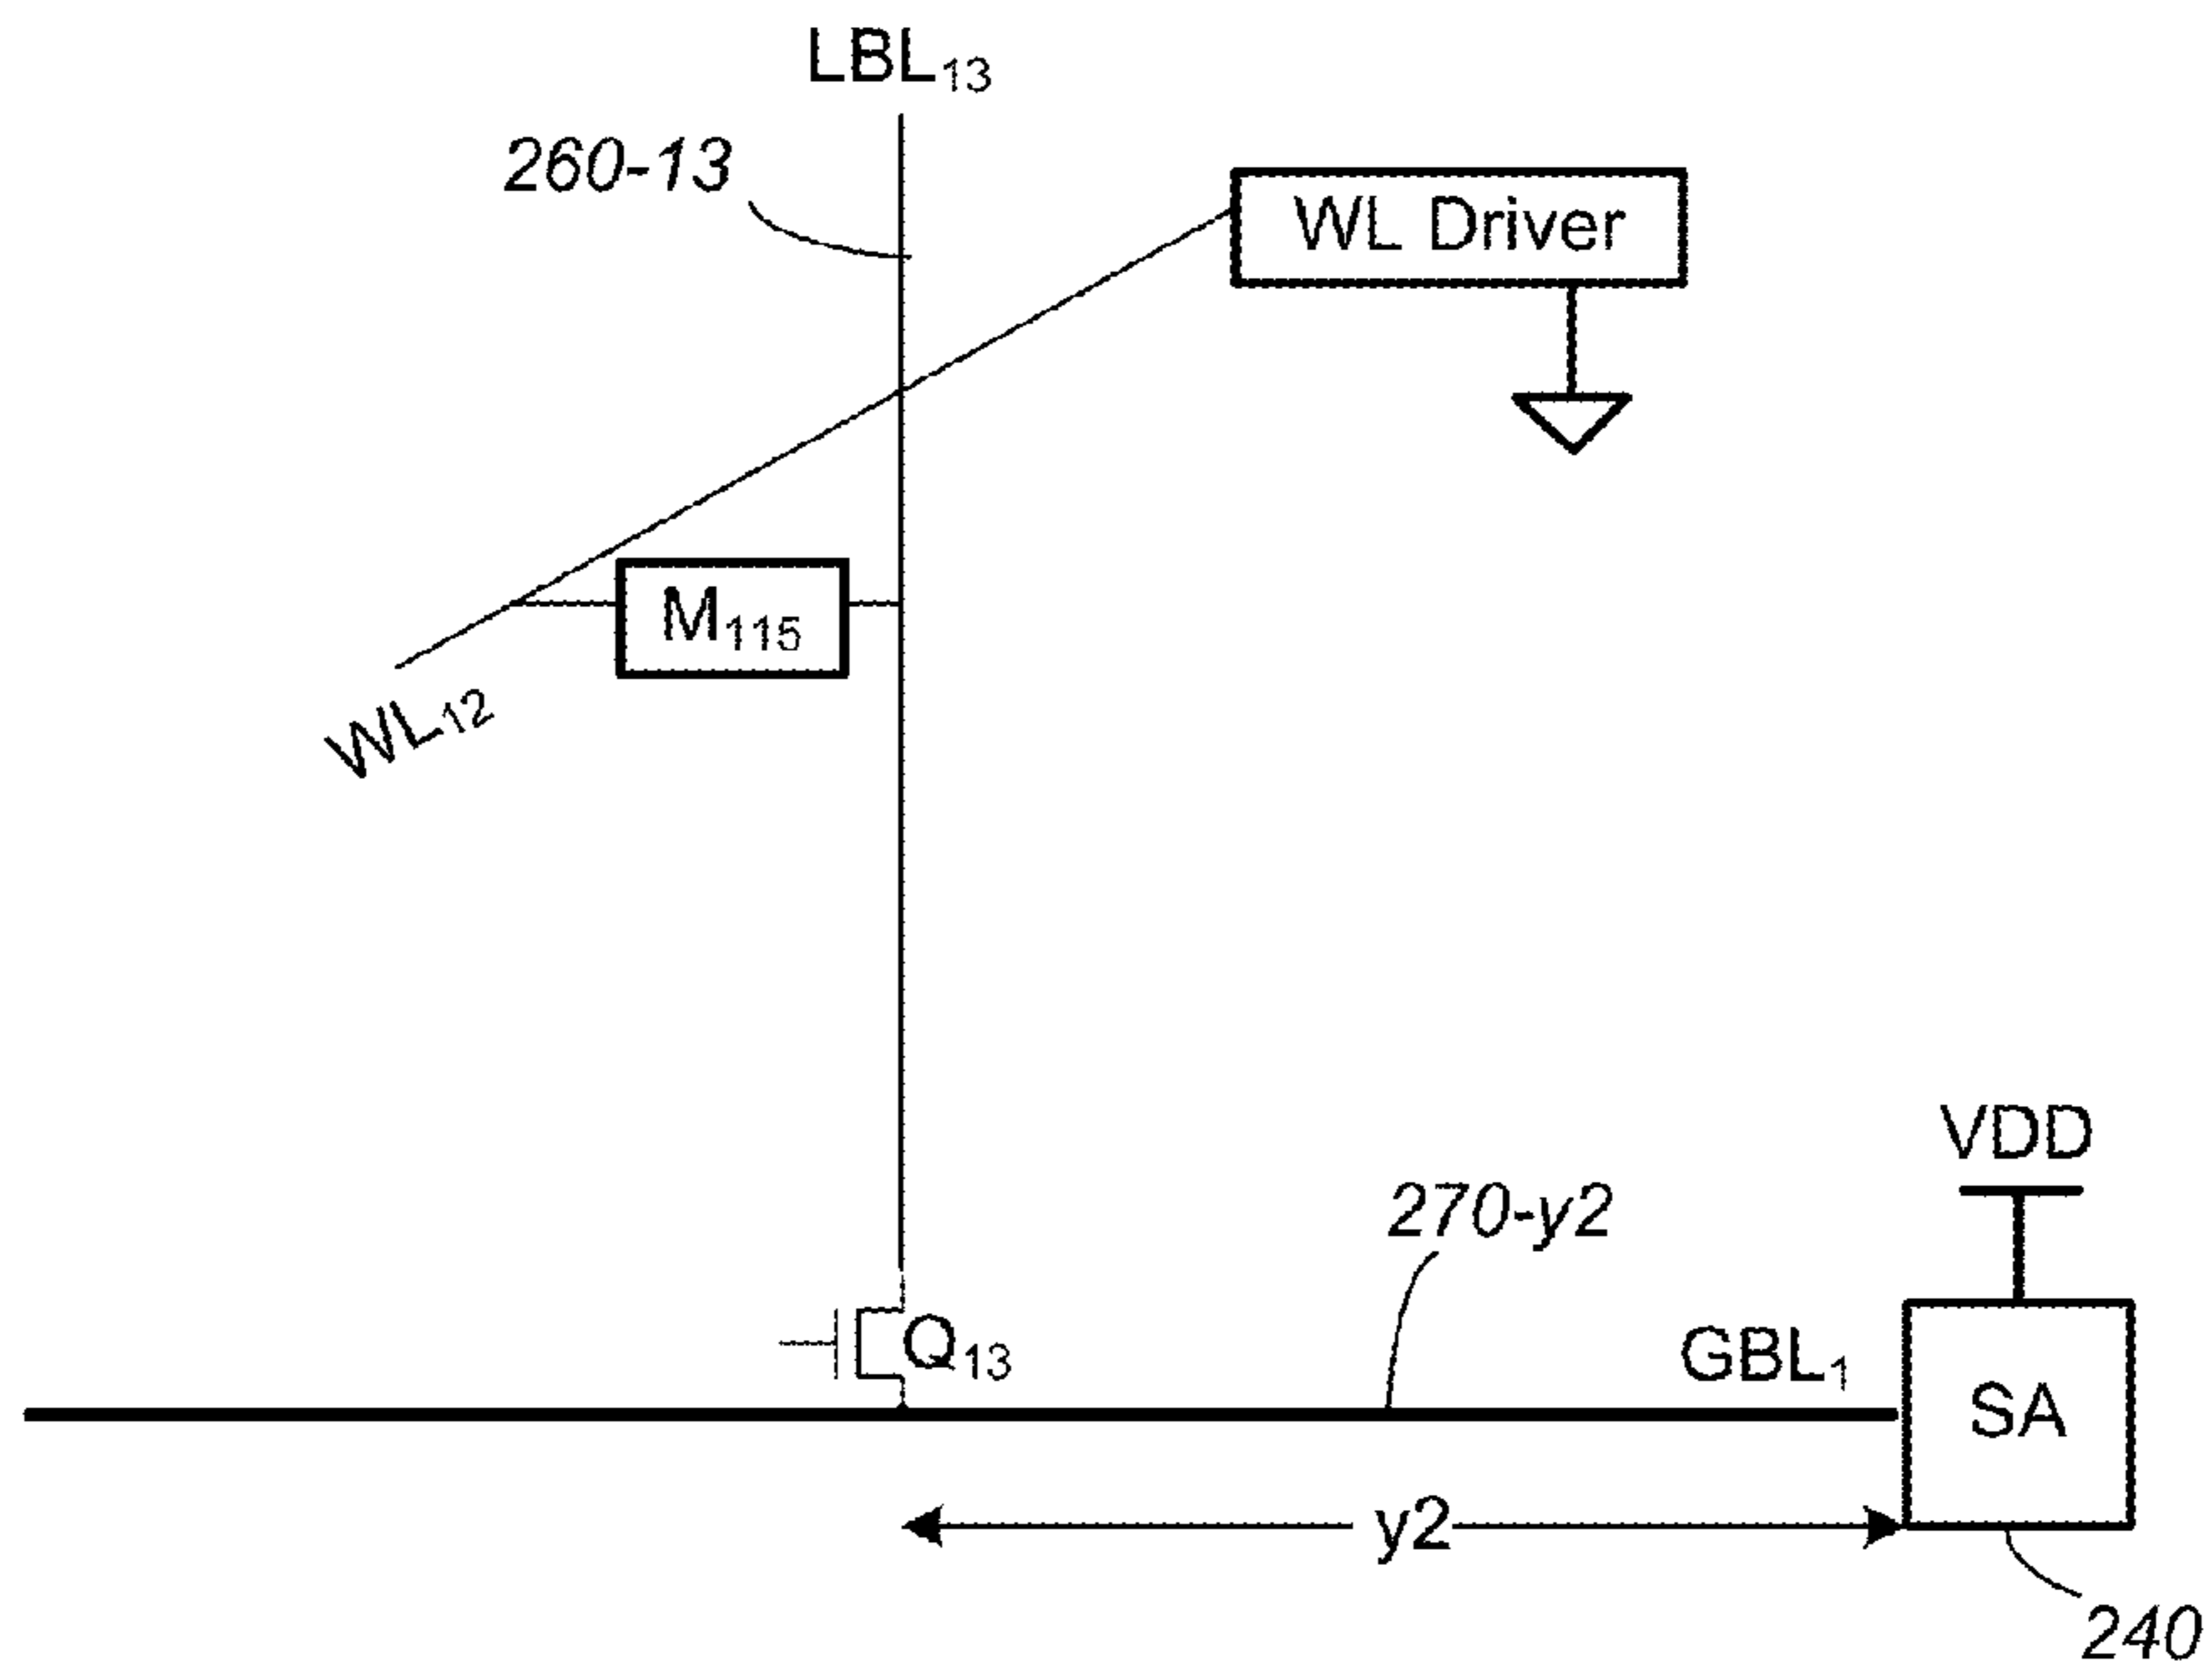 LBL₁₃
260-13
WL Driver
M₁₁₅
WL₁₂
VDD
270-y2
Q₁₃
GBL₁
SA
y2
240